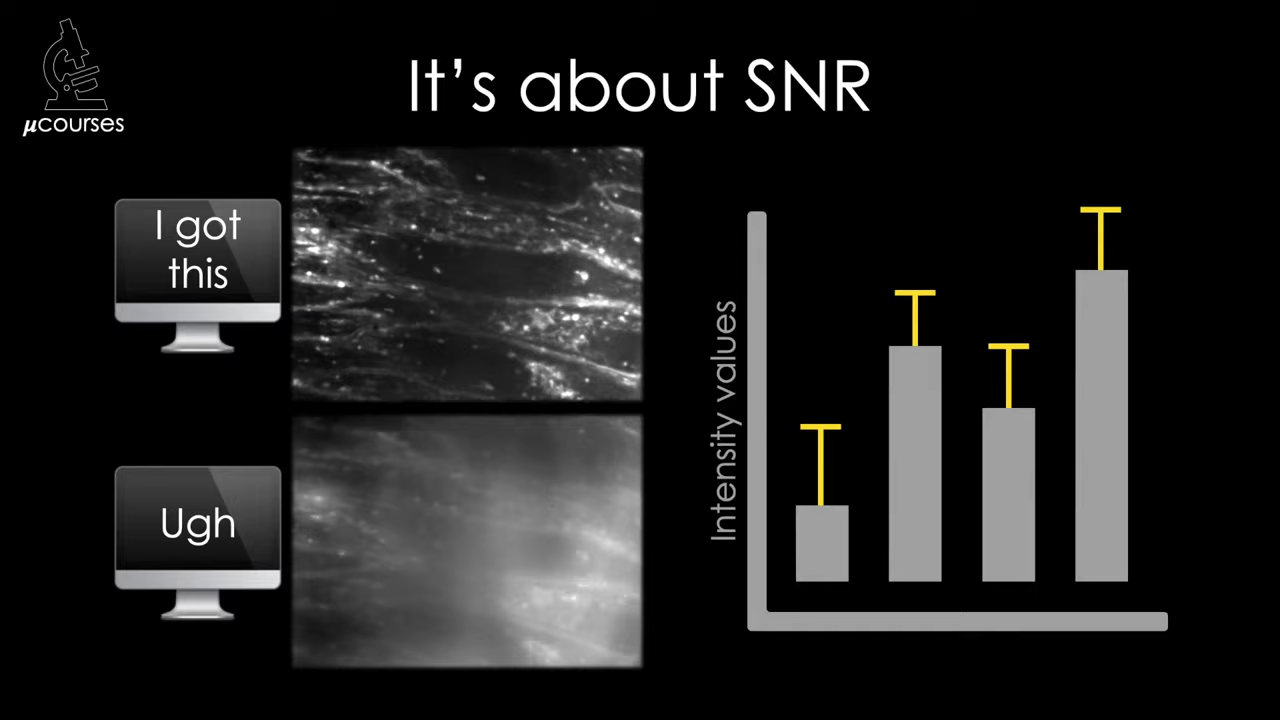 µcourses
It's about SNR
I got
this
Ugh
Intensity values